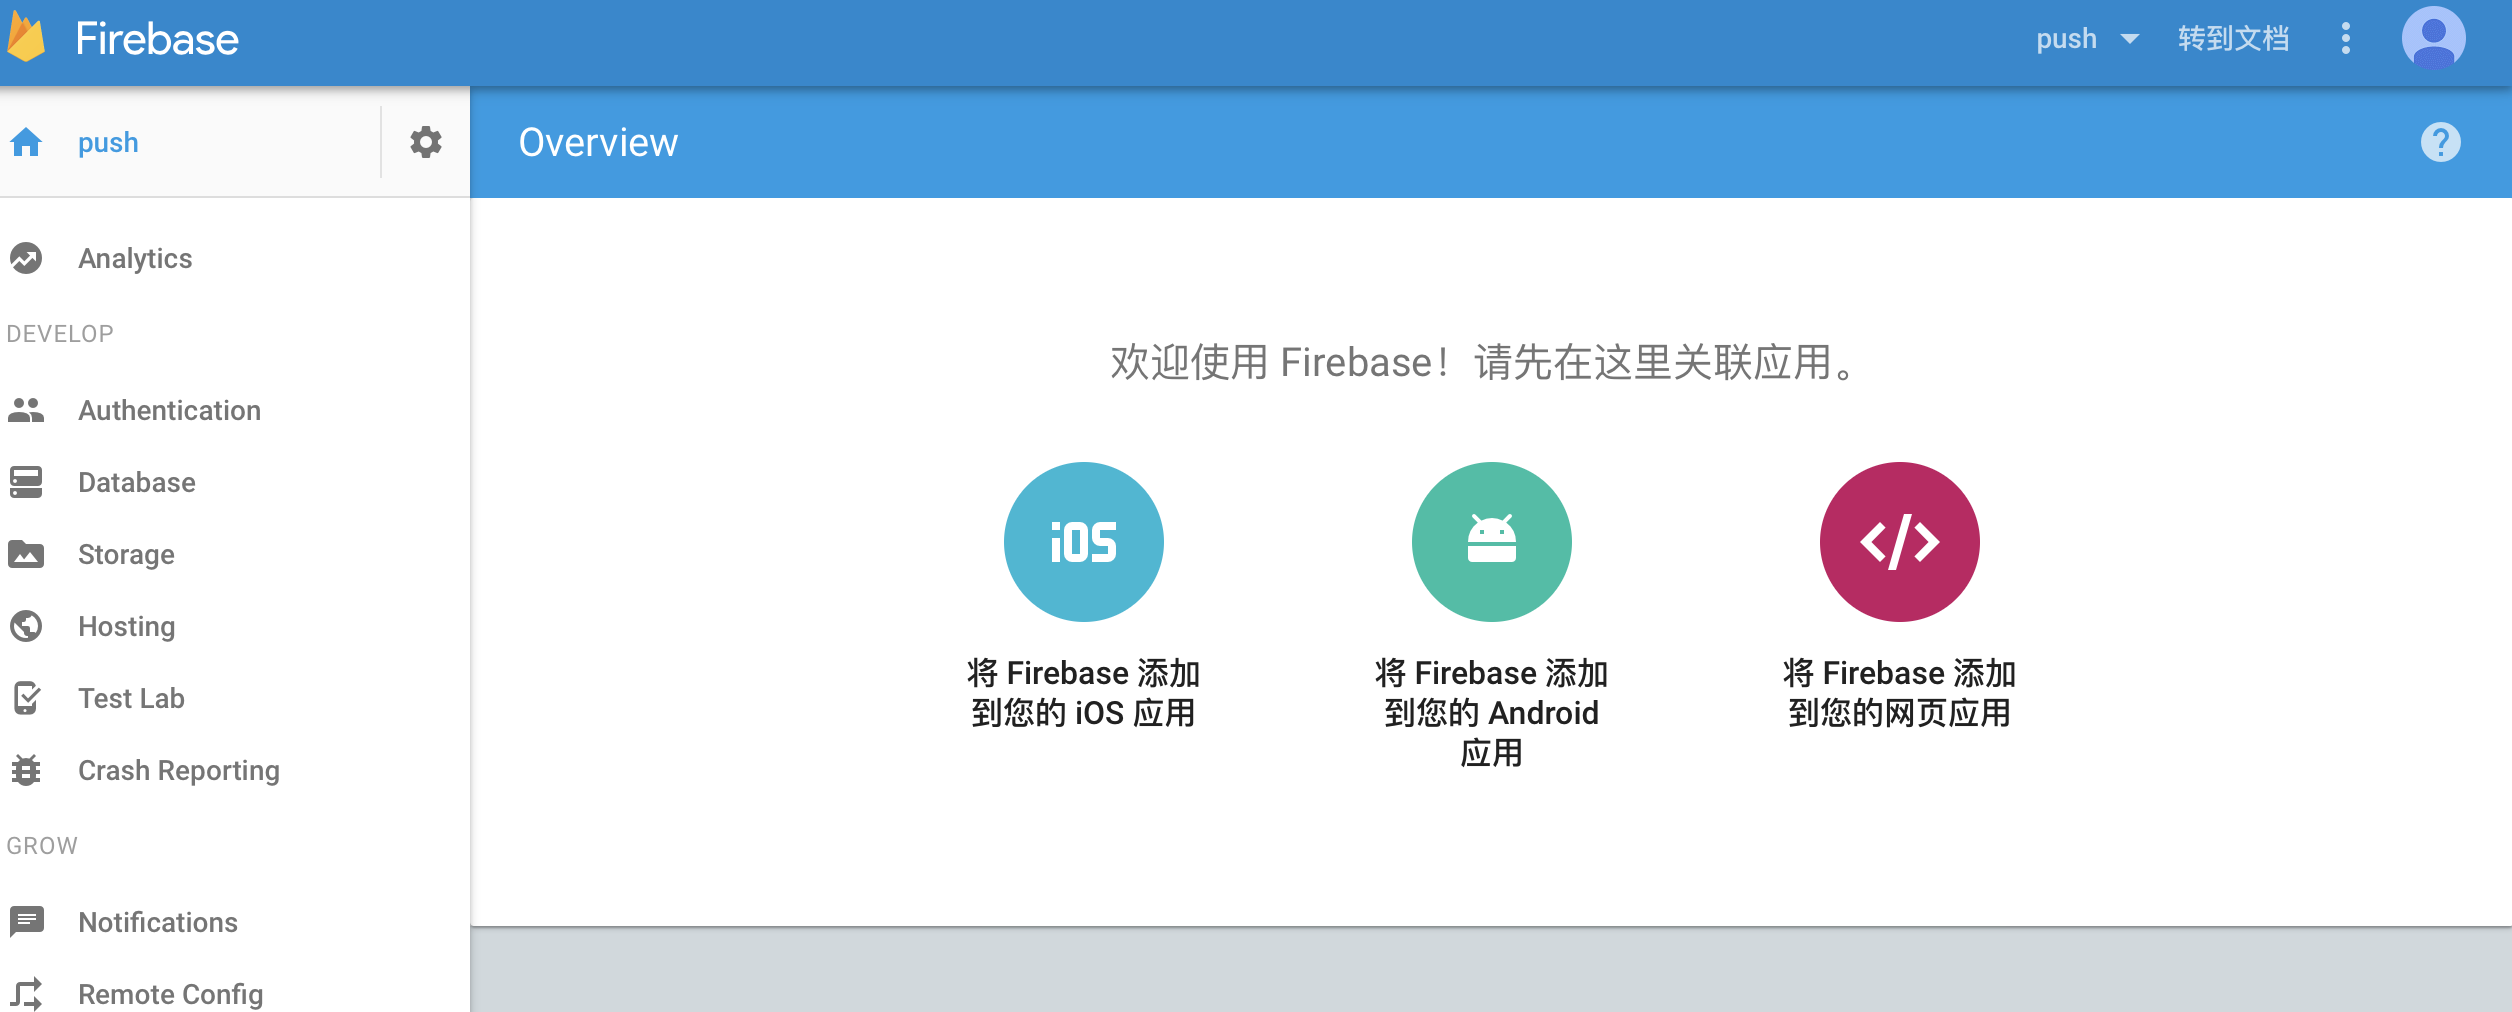 Firebase
push
转到文档
push
Overview
Analytics
DEVELOP
Authentication
Database
Storage
Hosting
Test Lab
Crash Reporting
GROW
Notifications
Remote Config
欢迎使用 Firebase！请先在这里关联应用。
iOS
将 Firebase 添加
到您的 iOS 应用
将 Firebase 添加
到您的 Android
应用
</>
将 Firebase 添加
到您的网页应用